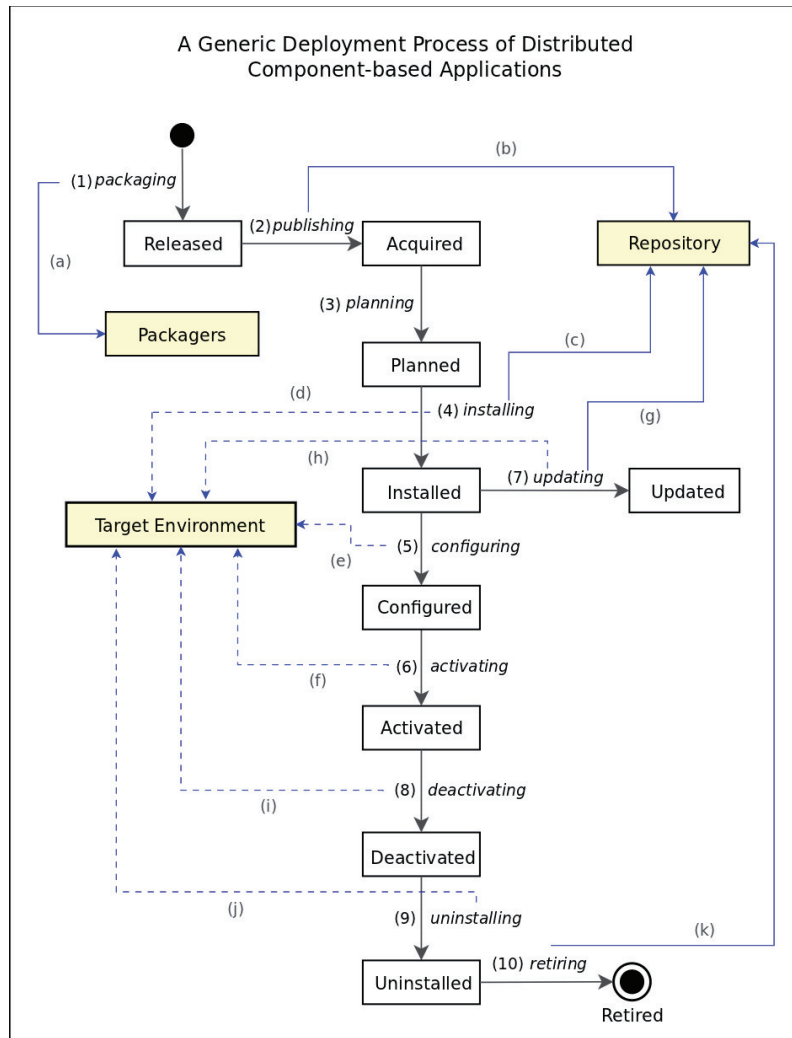 A Generic Deployment Process of Distributed
Component-based Applications
(b)
(1) packaging
(2) publishing
Released
Acquired
Repository
(a)
(3) planning
Packagers
(c)
Planned
(d)
(4) installing
(g)
(h)
(7) updating
Installed
Updated
Target Environment
(5) configuring
(e)
Configured
(6) activating
(f)
Activated
(8) deactivating
(i)
Deactivated
(j)
(9) uninstalling
(k)
(10) retiring
Uninstalled
Retired